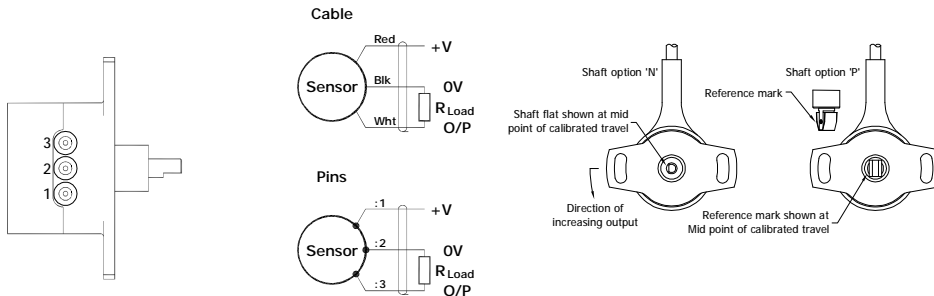 3
2
1
Cable
Red
+V
Sensor
Blk
0V
R Load
Wht
O/P
Pins
:1
+V
Sensor
:2
0V
R Load
:3
O/P
Shaft option 'N'
Shaft flat shown at mid
point of calibrated travel
Direction of
increasing output
Shaft option 'P'
Reference mark
Reference mark shown at
Mid point of calibrated travel